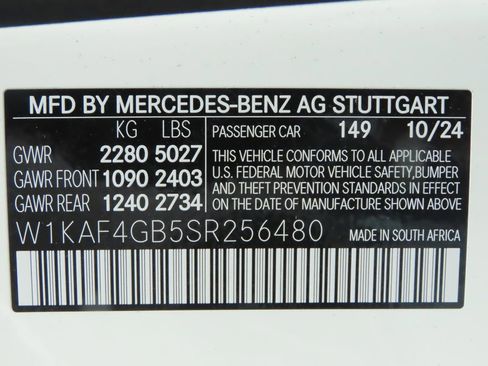 MFD BY MERCEDES-BENZ AG STUTTGART
KG LBS
PASSENGER CAR 149 10/24
GWR 2280 5027
GAWR FRONT 1090 2403
GAWR REAR 1240 2734
THIS VEHICLE CONFORMS TO ALL APPLICABLE
U.S. FEDERAL MOTOR VEHICLE SAFETY,BUMPER
AND THEFT PREVENTION STANDARDS IN EFFECT
ON THE DATE OF MANUFACTURE SHOWN ABOVE
W1KAF4GB5SR256480
MADE IN SOUTH AFRICA